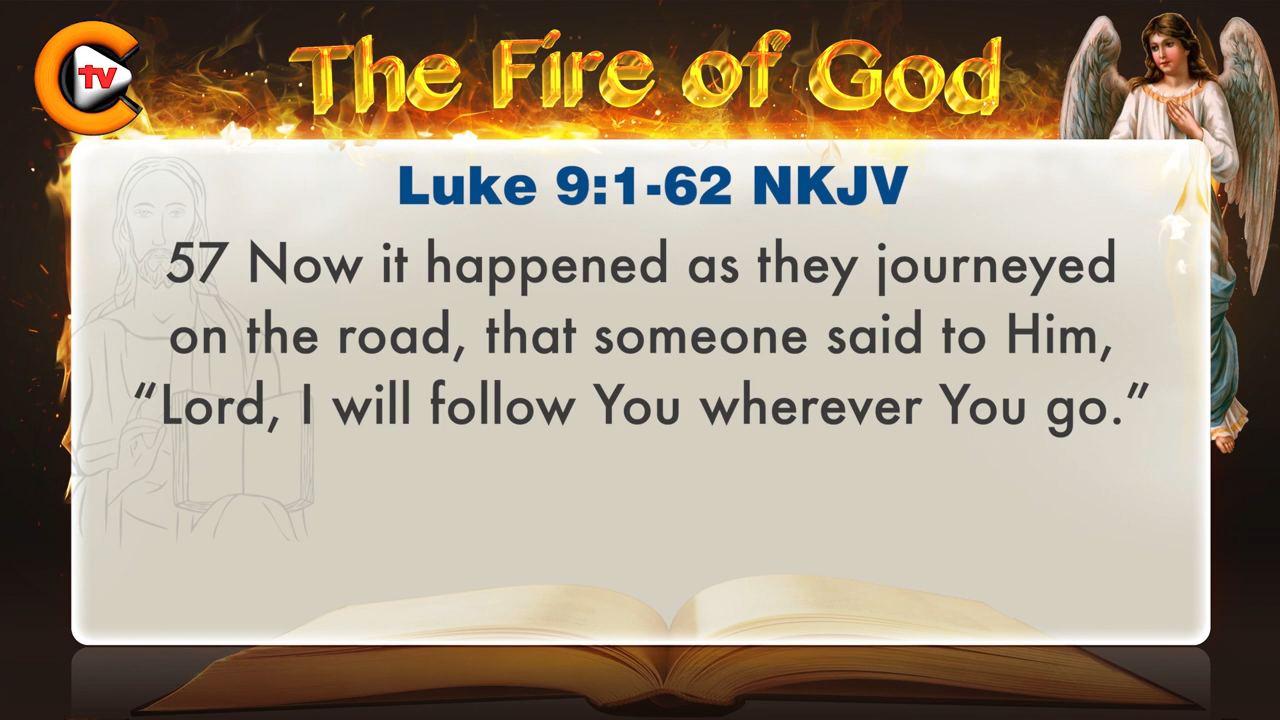 tv
The Fire of God
Luke 9:1-62 NKJV
57 Now it happened as they journeyed
on the road, that someone said to Him,
“Lord, I will follow You wherever You go.”